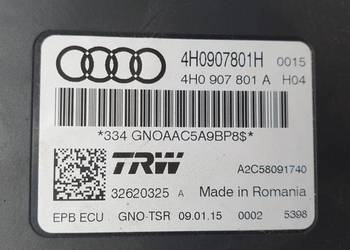 4H0907801H 0015
4H0 907 801 A H04
*334 GNOAAC5A9BP8$*
TRW A2C58091740
32620325 A Made in Romania
EPB ECU GNO-TSR 09.01.15 0002 5398